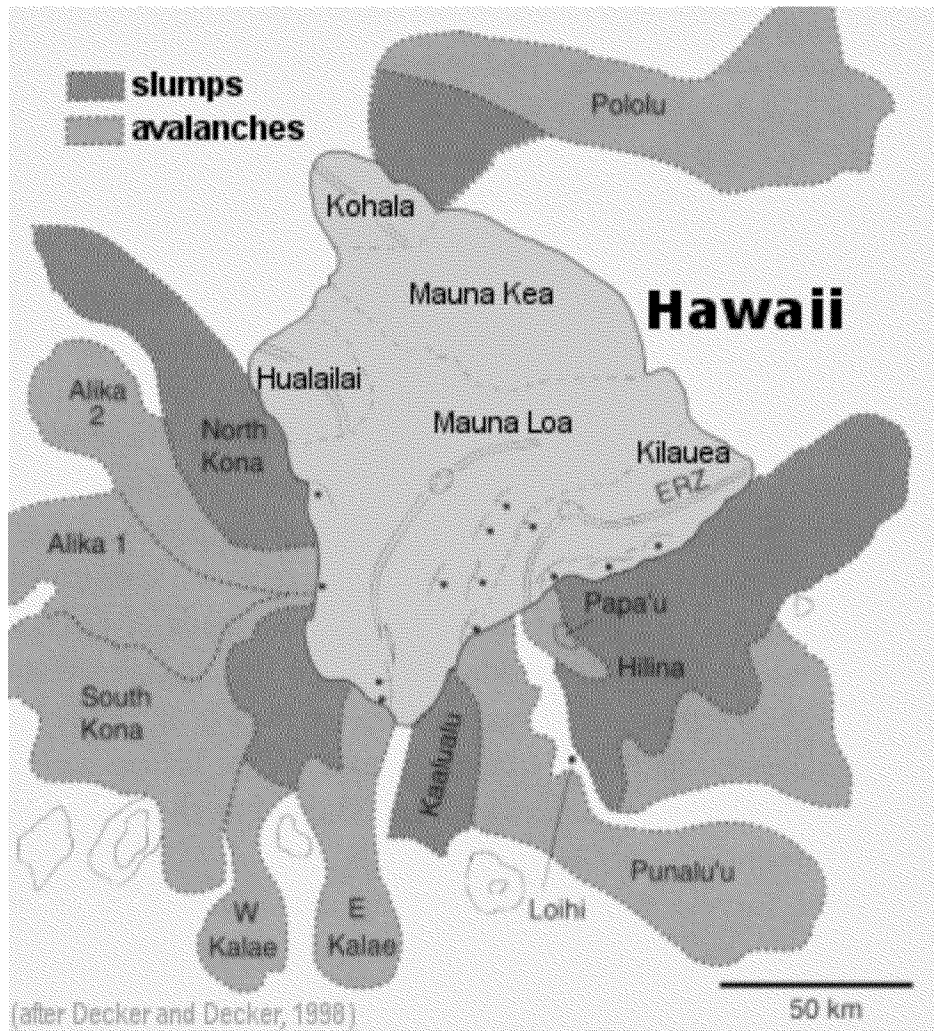 slumps
avalanches
Pololu
Kohala
Mauna Kea
Hawaii
Hualailai
Alika
2
North
Kona
Mauna Loa
Kilauea
ERZ
Alika 1
Papa'u
Hilina
South
Kona
Kaalualu
Punalu'u
Loihi
W
Kalae
E
Kalae
50 km
(after Decker and Decker, 1998)